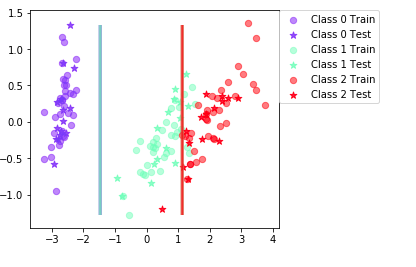 1.5
1.0
0.5
0.0
−0.5
−1.0
−3 −2 −1 0 1 2 3 4
Class 0 Train
Class 0 Test
Class 1 Train
Class 1 Test
Class 2 Train
Class 2 Test